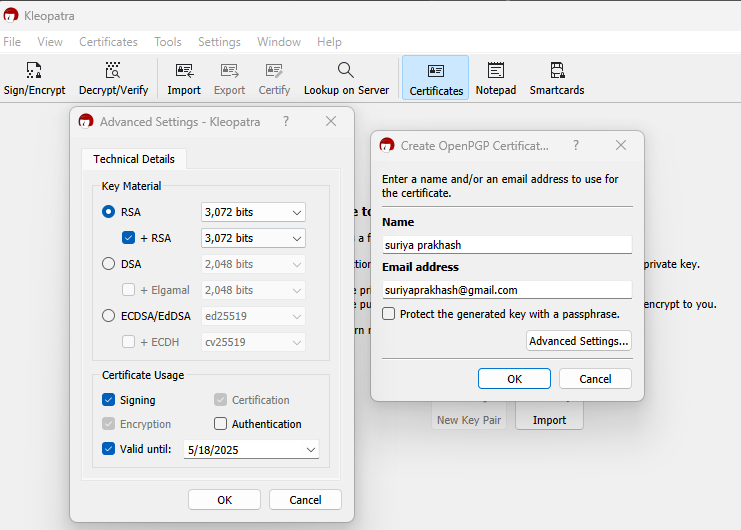 Kleopatra
File View Certificates Tools Settings Window Help
Sign/Encrypt Decrypt/Verify Import Export Certify Lookup on Server Certificates Notepad Smartcards
Advanced Settings - Kleopatra ?
Technical Details
Key Material
RSA 3,072 bits
+ RSA 3,072 bits
DSA 2,048 bits
+ Elgamal 2,048 bits
ECDSA/EdDSA ed25519
+ ECDH cv25519
Certificate Usage
Signing Certification
Encryption Authentication
Valid until: 5/18/2025
OK Cancel
Create OpenPGP Certificat... ?
Enter a name and/or an email address to use for
the certificate.
Name
suriya prakhash
Email address
suriyaprakhash@gmail.com
Protect the generated key with a passphrase.
Advanced Settings...
OK Cancel
private key.
encrypt to you.
New Key Pair Import